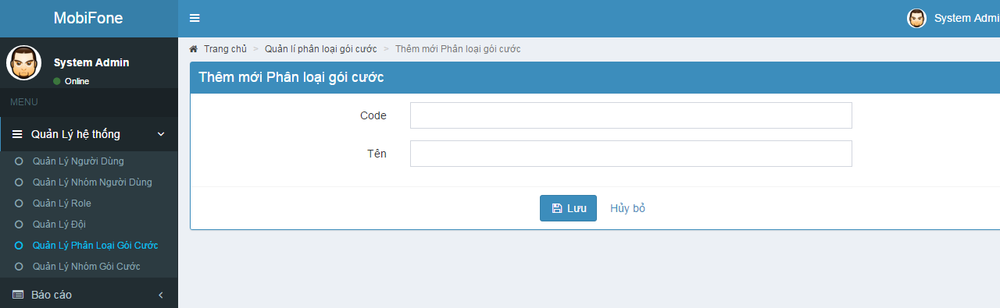 MobiFone
System Admi
System Admin
Online
MENU
Quản Lý hệ thống
Quản Lý Người Dùng
Quản Lý Nhóm Người Dùng
Quản Lý Role
Quản Lý Đội
Quản Lý Phân Loại Gói Cước
Quản Lý Nhóm Gói Cước
Báo cáo
Trang chủ > Quản lí phân loại gói cước > Thêm mới Phân loại gói cước
Thêm mới Phân loại gói cước
Code
Tên
Lưu Hủy bỏ